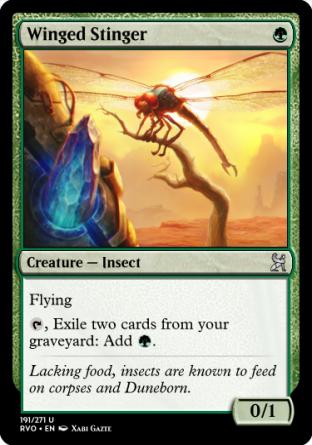 Winged Stinger
Creature — Insect
Flying
, Exile two cards from your
graveyard: Add .
Lacking food, insects are known to feed
on corpses and Duneborn.
0/1
191/271 U
RVO • EN Xabi Gazte